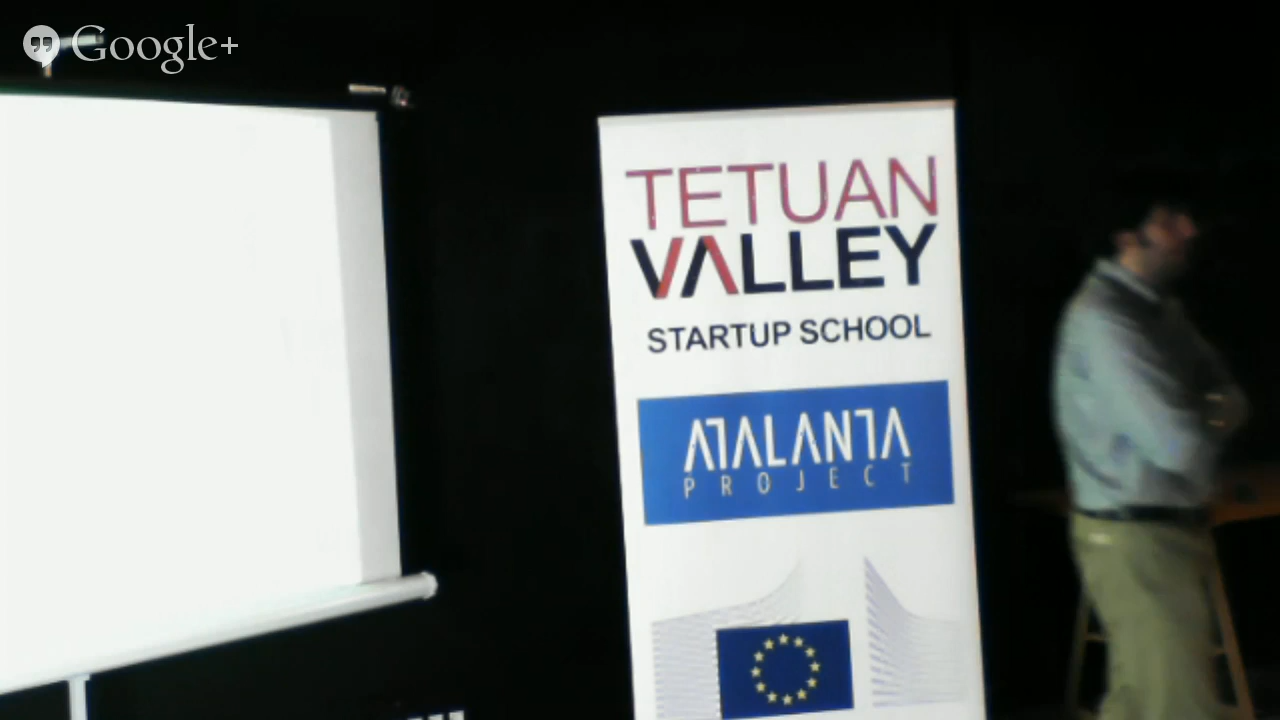 Google+
TETUAN
VALLEY
STARTUP SCHOOL
ATALANTA
PROJECT